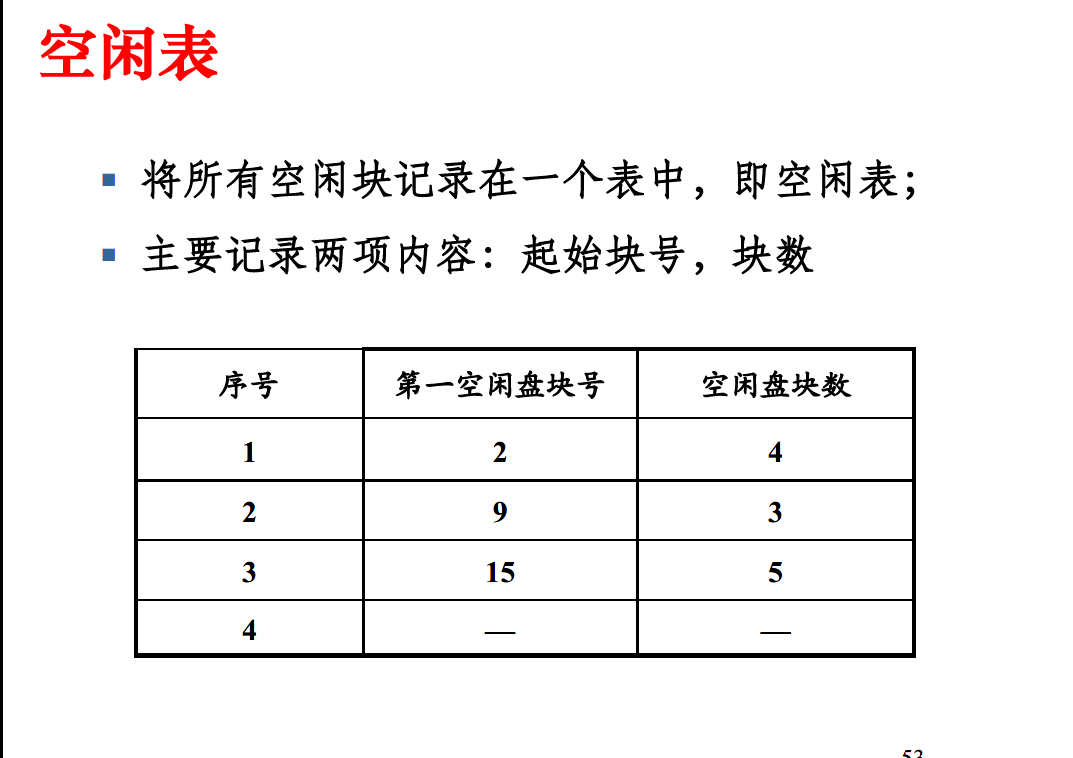 空闲表
将所有空闲块记录在一个表中，即空闲表；
主要记录两项内容：起始块号，块数
序号 第一空闲盘块号 空闲盘块数
1 2 4
2 9 3
3 15 5
4 — —
53